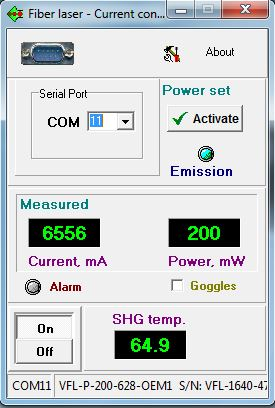 Fiber laser - Current con...
About
Serial Port
COM 11
Power set
Activate
Emission
Measured
6556
200
Current, mA
Power, mW
Alarm
Goggles
On
Off
SHG temp.
64.9
COM11 VFL-P-200-628-OEM1 S/N: VFL-1640-47